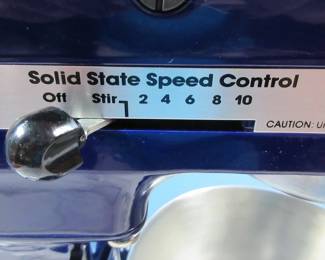 Solid State Speed Control
Off Stir 2 4 6 8 10
CAUTION: